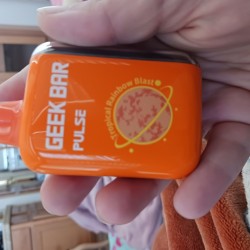 GEEK BAR
PULSE
Tropical Rainbow Blast